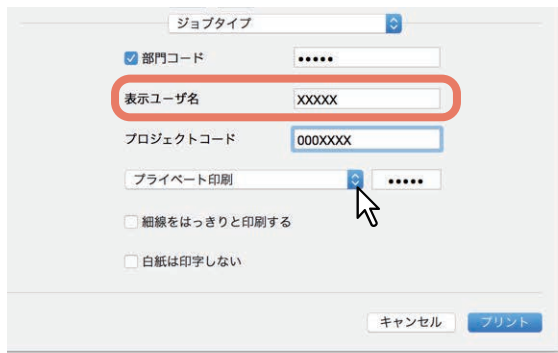 ジョブタイプ
部門コード •••••
表示ユーザ名 XXXXX
プロジェクトコード 000XXXX
プライベート印刷 •••••
細線をはっきりと印刷する
白紙は印字しない
キャンセル プリント